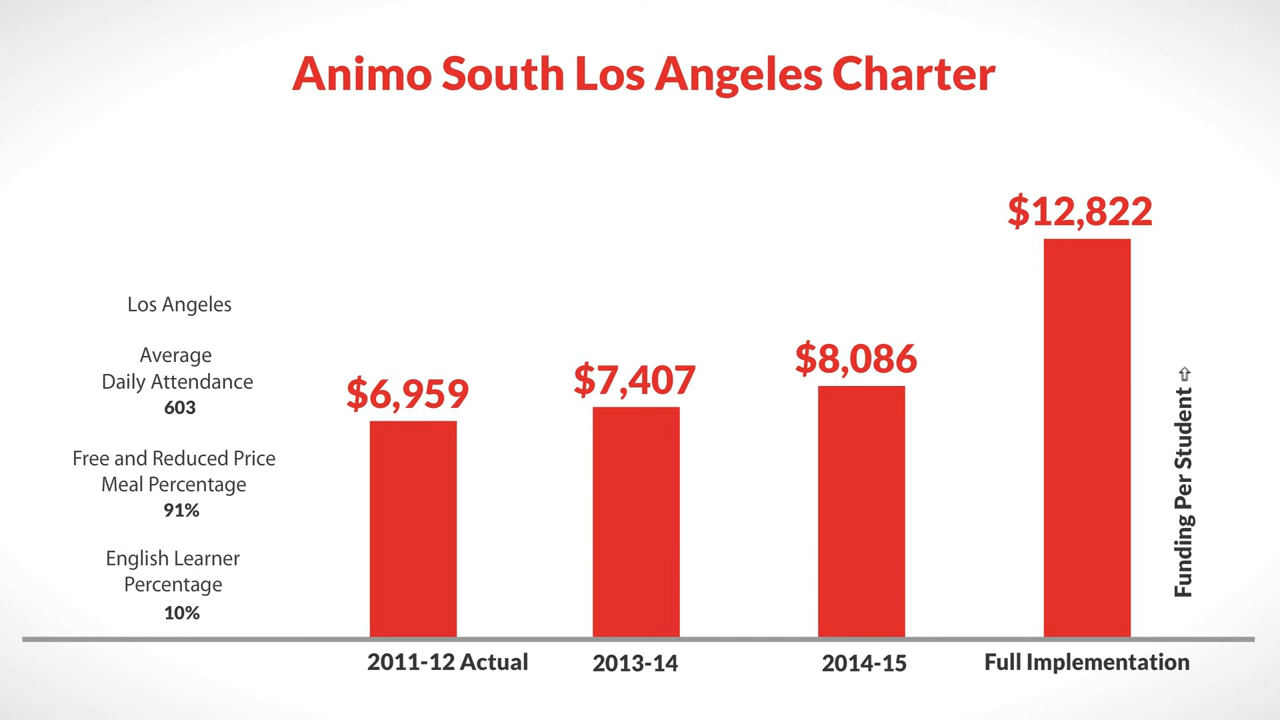 Animo South Los Angeles Charter
Los Angeles
Average
Daily Attendance
603
Free and Reduced Price
Meal Percentage
91%
English Learner
Percentage
10%
$6,959
$7,407
$8,086
$12,822
Funding Per Student ⇨
2011-12 Actual
2013-14
2014-15
Full Implementation